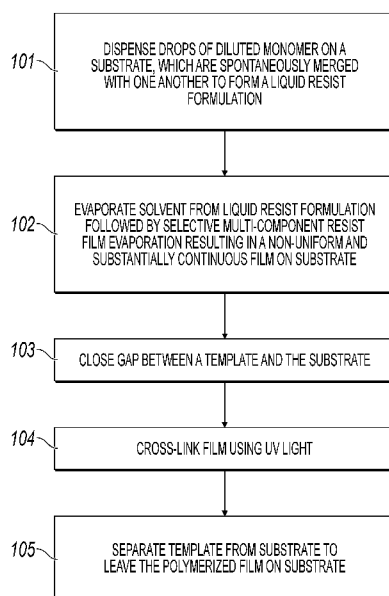 101
DISPENSE DROPS OF DILUTED MONOMER ON A
SUBSTRATE, WHICH ARE SPONTANEOUSLY MERGED
WITH ONE ANOTHER TO FORM A LIQUID RESIST
FORMULATION
102
EVAPORATE SOLVENT FROM LIQUID RESIST FORMULATION
FOLLOWED BY SELECTIVE MULTI-COMPONENT RESIST
FILM EVAPORATION RESULTING IN A NON-UNIFORM AND
SUBSTANTIALLY CONTINUOUS FILM ON SUBSTRATE
103
CLOSE GAP BETWEEN A TEMPLATE AND THE SUBSTRATE
104
CROSS-LINK FILM USING UV LIGHT
105
SEPARATE TEMPLATE FROM SUBSTRATE TO
LEAVE THE POLYMERIZED FILM ON SUBSTRATE